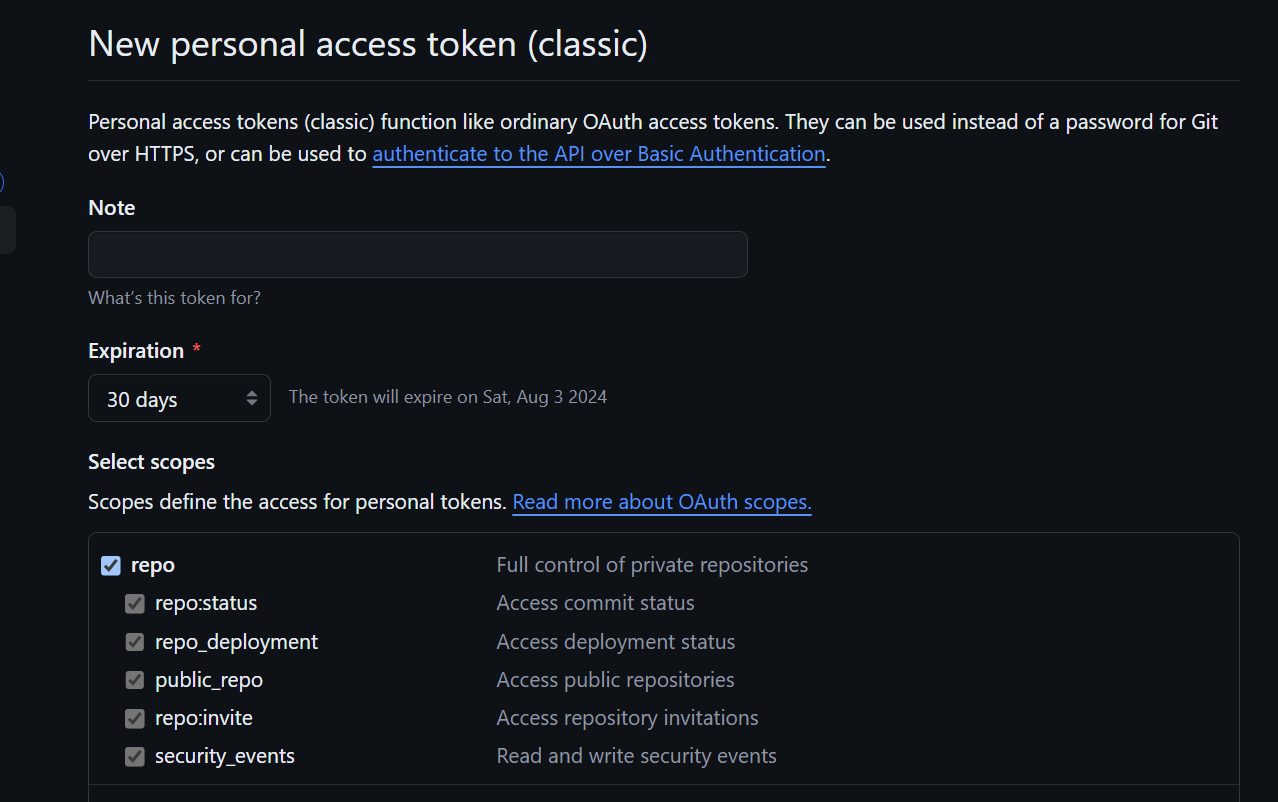 New personal access token (classic)
Personal access tokens (classic) function like ordinary OAuth access tokens. They can be used instead of a password for Git
over HTTPS, or can be used to authenticate to the API over Basic Authentication.
Note
What's this token for?
Expiration *
30 days The token will expire on Sat, Aug 3 2024
Select scopes
Scopes define the access for personal tokens. Read more about OAuth scopes.
repo Full control of private repositories
repo:status Access commit status
repo_deployment Access deployment status
public_repo Access public repositories
repo:invite Access repository invitations
security_events Read and write security events